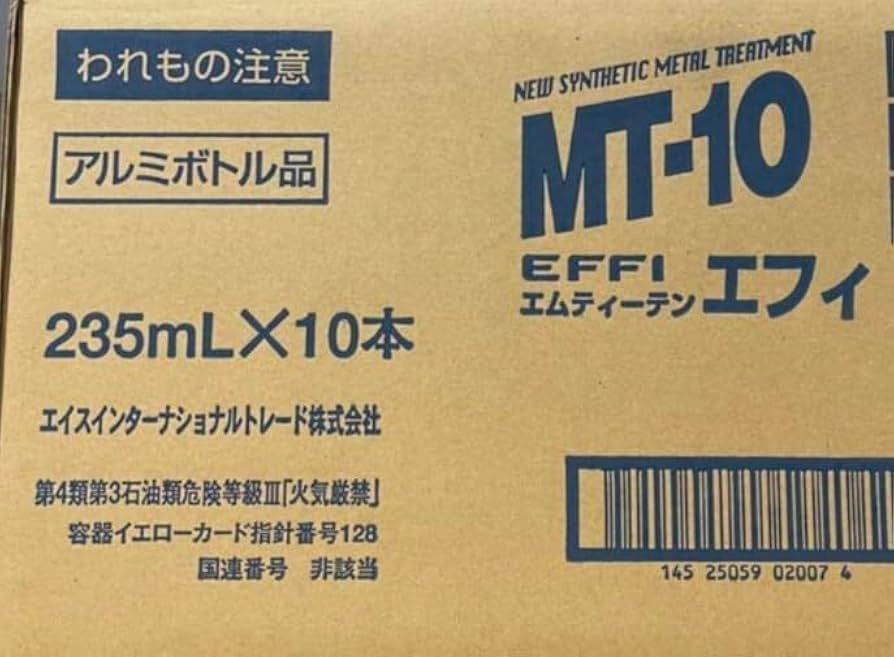 われもの注意
アルミボトル品
235mL×10本
エイスインターナショナルトレード株式会社
第4類第3石油類危険等級Ⅲ「火気厳禁」
容器イエローカード指針番号128
国連番号 非該当
NEW SYNTHETIC METAL TREATMENT
MT-10
EFFI
エムティーテン エフィ
145 25059 02007 4